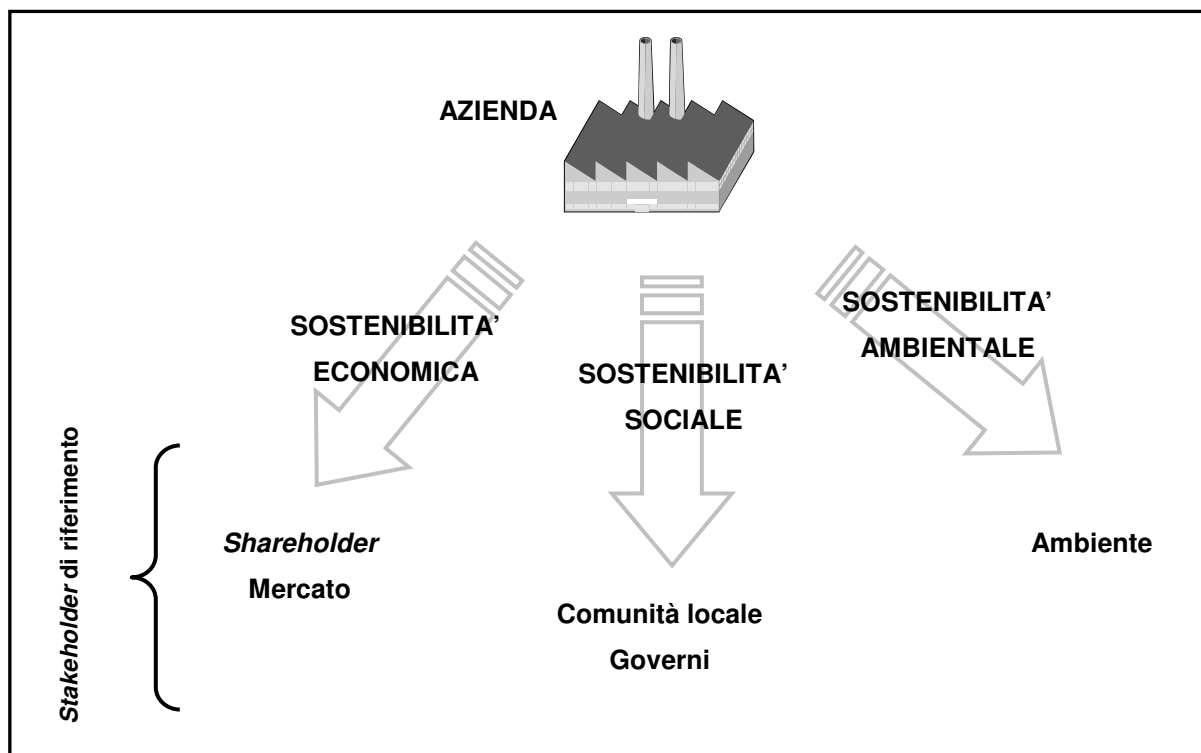 AZIENDA
SOSTENIBILITA’
ECONOMICA
SOSTENIBILITA’
SOCIALE
SOSTENIBILITA’
AMBIENTALE
Stakeholder di riferimento
Shareholder
Mercato
Comunità locale
Governi
Ambiente